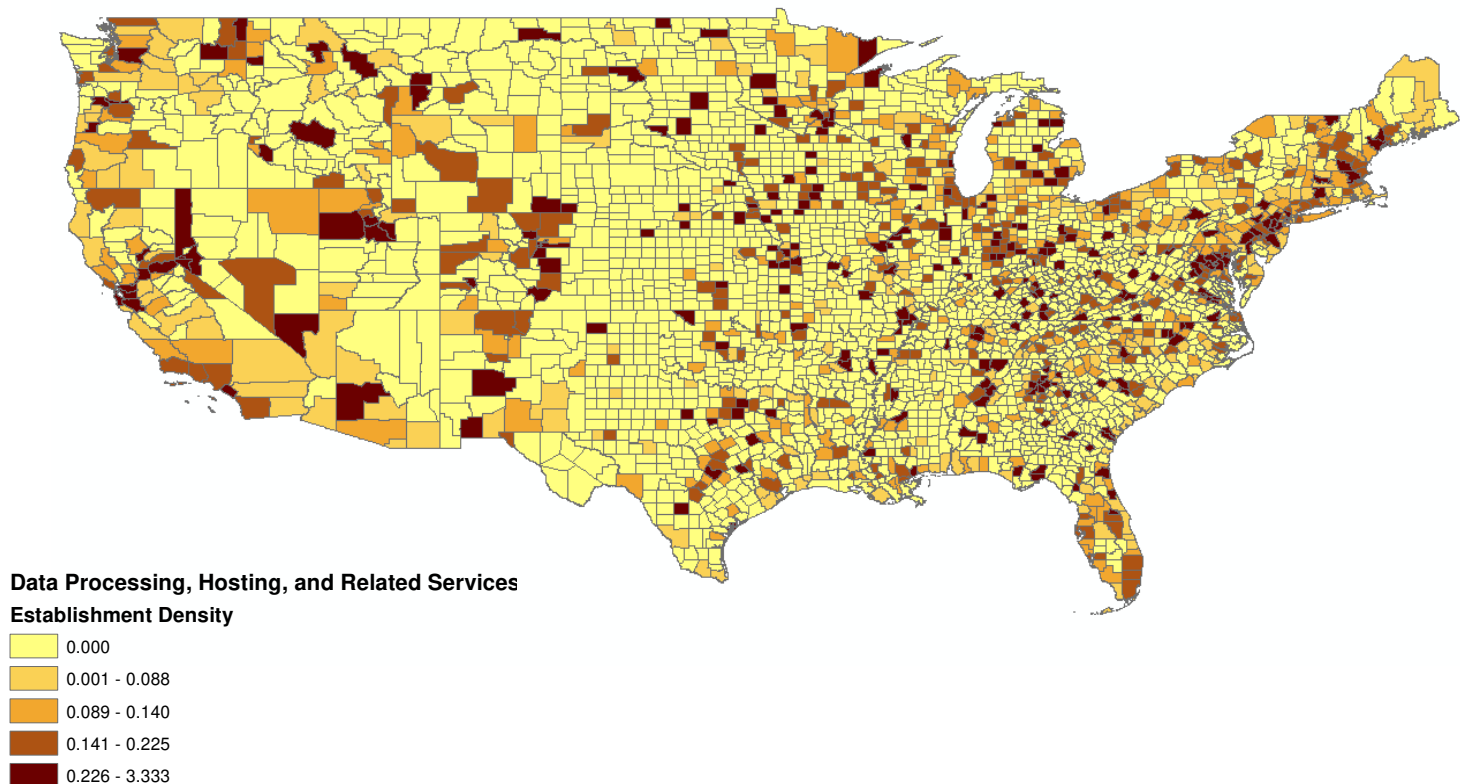 Data Processing, Hosting, and Related Services
Establishment Density
0.000
0.001 - 0.088
0.089 - 0.140
0.141 - 0.225
0.226 - 3.333